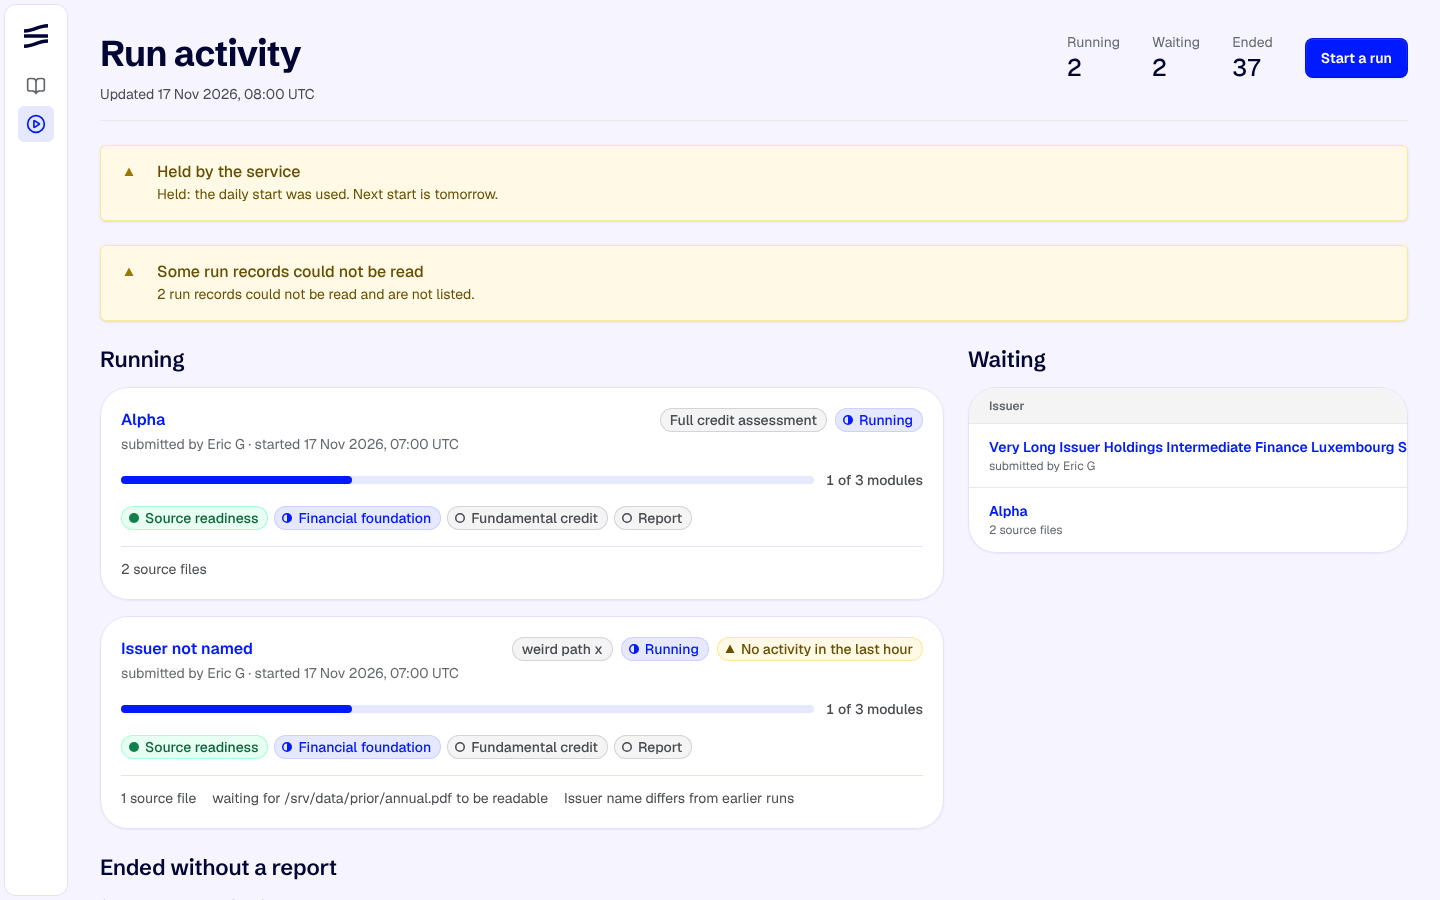 Run activity
Updated 17 Nov 2026, 08:00 UTC
Running
2
Waiting
2
Ended
37
Start a run
Held by the service
Held: the daily start was used. Next start is tomorrow.
Some run records could not be read
2 run records could not be read and are not listed.
Running
Alpha
Full credit assessment
Running
submitted by Eric G · started 17 Nov 2026, 07:00 UTC
1 of 3 modules
Source readiness
Financial foundation
Fundamental credit
Report
2 source files
Issuer not named
weird path x
Running
No activity in the last hour
submitted by Eric G · started 17 Nov 2026, 07:00 UTC
1 of 3 modules
Source readiness
Financial foundation
Fundamental credit
Report
1 source file
waiting for /srv/data/prior/annual.pdf to be readable
Issuer name differs from earlier runs
Waiting
Issuer
Very Long Issuer Holdings Intermediate Finance Luxembourg S
submitted by Eric G
Alpha
2 source files
Ended without a report